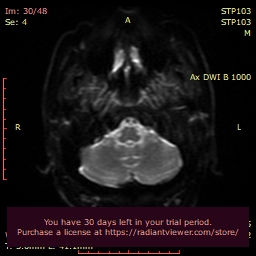 Im: 30/48
Se: 4
A
STP103
STP103
M
Ax DWI B 1000
R
L
You have 30 days left in your trial period.
Purchase a license at https://radiantviewer.com/store/